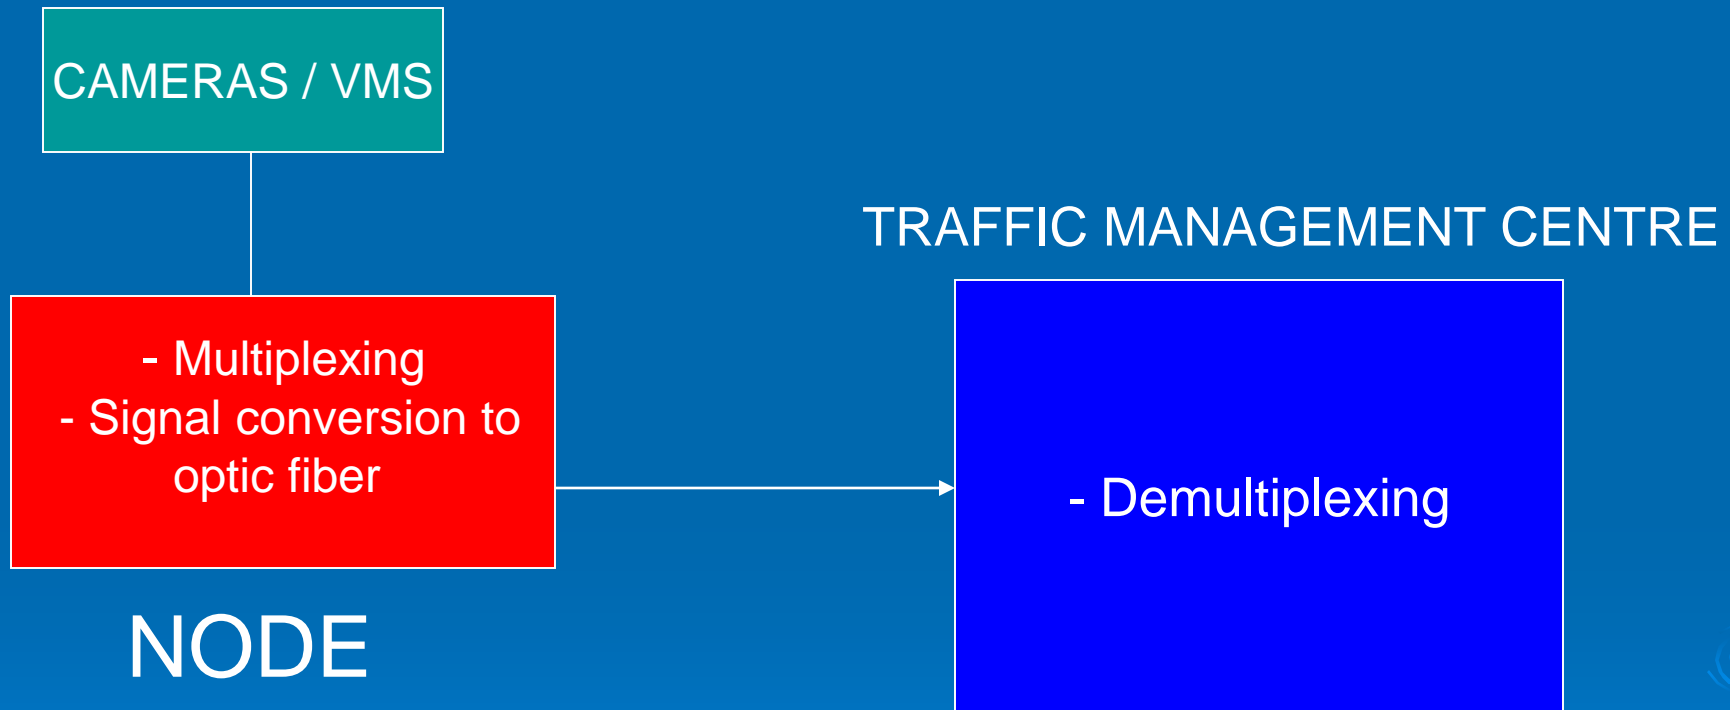 CAMERAS / VMS
TRAFFIC MANAGEMENT CENTRE
- Multiplexing
- Signal conversion to
optic fiber
- Demultiplexing
NODE